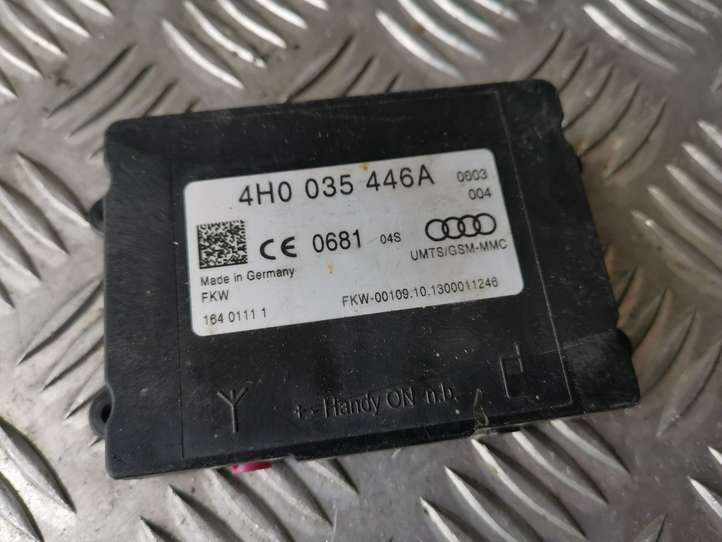 4H0 035 446A 0603
004
CE 0681 04S
UMTS/GSM-MMC
Made in Germany
FKW
164 0111 1 FKW-00109.10.1300011246
+ - Handy ON n.b.